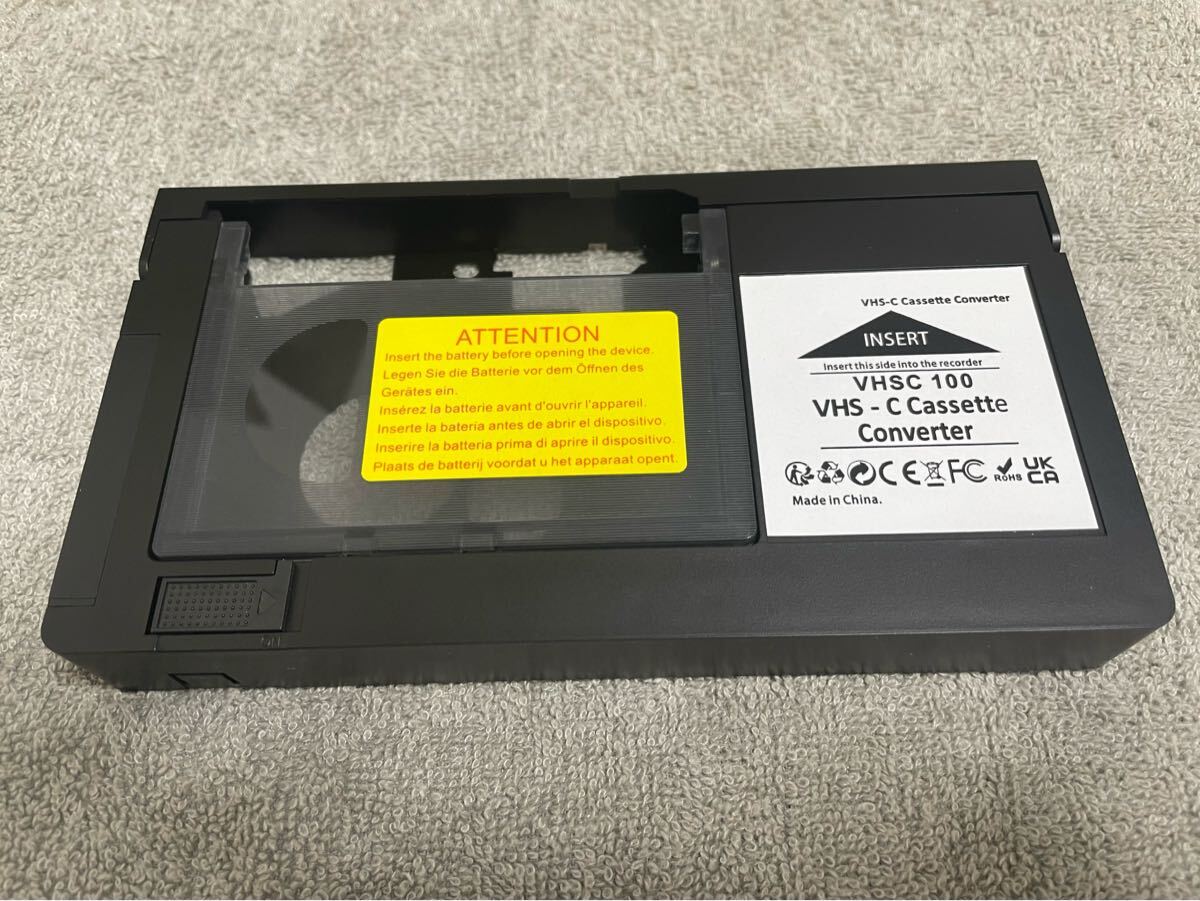 ATTENTION
Insert the battery before opening the device.
Legen Sie die Batterie vor dem Öffnen des
Gerätes ein.
Insérez la batterie avant d'ouvrir l'appareil.
Inserte la batería antes de abrir el dispositivo.
Inserire la batteria prima di aprire il dispositivo.
Plaats de batterij voordat u het apparaat opent.
VHS-C Cassette Converter
INSERT
Insert this side into the recorder
VHSC 100
VHS - C Cassette
Converter
CE FC RoHS UK
CA
Made in China.